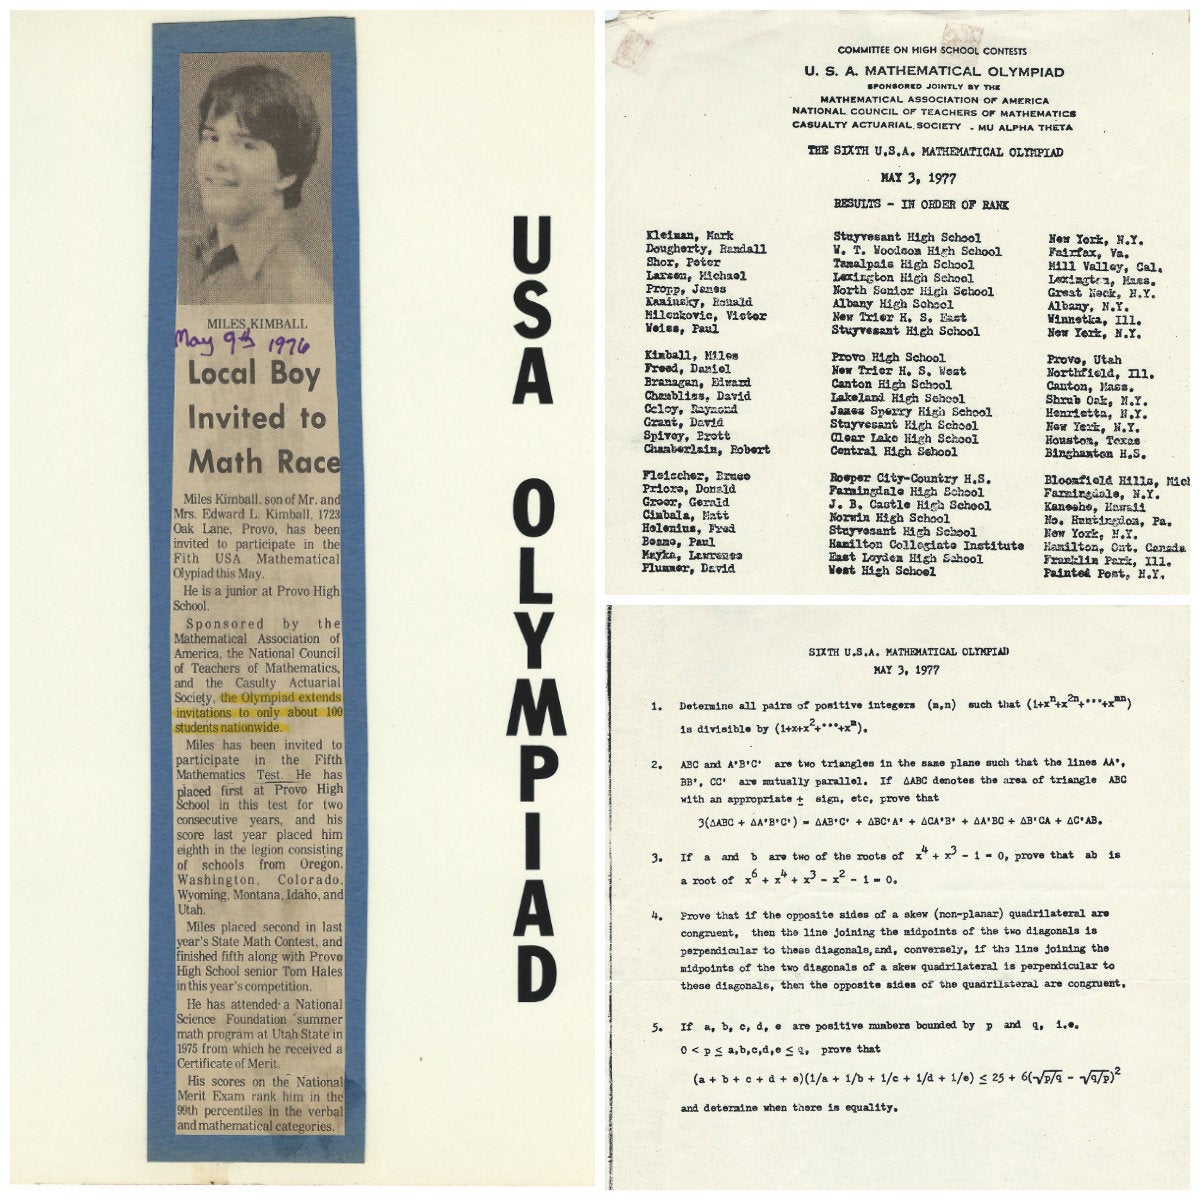 MILES KIMBALL
May 9th 1976
Local Boy
Invited to
Math Race
Miles Kimball, son of Mr. and
Mrs. Edward L. Kimball, 1723
Oak Lane, Provo, has been
invited to participate in the
Fith USA Mathematical
Olypiad this May.
He is a junior at Provo High
School.
Sponsored by the
Mathematical Association of
America, the National Council
of Teachers of Mathematics,
and the Casulty Actuarial
Society, the Olympiad extends
invitations to only about 100
students nationwide.
Miles has been invited to
participate in the Fifth
Mathematics Test. He has
placed first at Provo High
School in this test for two
consecutive years, and his
score last year placed him
eighth in the legion consisting
of schools from Oregon,
Washington, Colorado,
Wyoming, Montana, Idaho, and
Utah.
Miles placed second in last
year's State Math Contest, and
finished fifth along with Provo
High School senior Tom Hales
in this year's competition.
He has attended a National
Science Foundation summer
math program at Utah State in
1975 from which he received a
Certificate of Merit.
His scores on the National
Merit Exam rank him in the
99th percentiles in the verbal
and mathematical categories.
USA OLYMPIAD
COMMITTEE ON HIGH SCHOOL CONTESTS
U. S. A. MATHEMATICAL OLYMPIAD
SPONSORED JOINTLY BY THE
MATHEMATICAL ASSOCIATION OF AMERICA
NATIONAL COUNCIL OF TEACHERS OF MATHEMATICS
CASUALTY ACTUARIAL SOCIETY - MU ALPHA THETA
THE SIXTH U.S.A. MATHEMATICAL OLYMPIAD
MAY 3, 1977
RESULTS - IN ORDER OF RANK
Kleiman, Mark Stuyvesant High School New York, N.Y.
Dougherty, Randall W. T. Woodson High School Fairfax, Va.
Shor, Peter Tamalpais High School Mill Valley, Cal.
Larsen, Michael Lexington High School Lexington, Mass.
Propp, James North Senior High School Great Neck, N.Y.
Kaminsky, Ronald Albany High School Albany, N.Y.
Milenkovic, Victor New Trier H. S. East Winnetka, Ill.
Weiss, Paul Stuyvesant High School New York, N.Y.
Kimball, Miles Provo High School Provo, Utah
Freed, Daniel New Trier H. S. West Northfield, Ill.
Branagan, Edward Canton High School Canton, Mass.
Chambliss, David Lakeland High School Shrub Oak, N.Y.
Raymond James Sperry High School Henrietta, N.Y.
Grant, David Stuyvesant High School New York, N.Y.
Spivey, Brett Clear Lake High School Houston, Texas
Chamberlain, Robert Central High School Binghamton H.S.
Fleischer, Bruce Roeper City-Country H.S. Bloomfield Hills, Mich
Priore, Donald Farmingdale High School Farmingdale, N.Y.
Greer, Gerald J. B. Castle High School Kaneohe, Hawaii
Cimbala, Matt Norwin High School No. Huntingdon, Pa.
Helenius, Fred Stuyvesant High School New York, N.Y.
Paul Hamilton Collegiate Institute Hamilton, Ont. Canada
Mayka, Lawrence East Leyden High School Franklin Park, Ill.
Plummer, David West High School Painted Post, N.Y.
SIXTH U.S.A. MATHEMATICAL OLYMPIAD
MAY 3, 1977
1. Determine all pairs of positive integers (m,n) such that (1+xⁿ+x²ⁿ+···+xᵐⁿ)
is divisible by (1+x+x²+···+xᵐ).
2. ABC and A'B'C' are two triangles in the same plane such that the lines AA',
BB', CC' are mutually parallel. If ΔABC denotes the area of triangle ABC
with an appropriate ± sign, etc, prove that
3(ΔABC + ΔA'B'C') = ΔAB'C' + ΔBC'A' + ΔCA'B' + ΔA'BC + ΔB'CA + ΔC'AB.
3. If a and b are two of the roots of x⁴ + x³ - 1 = 0, prove that ab is
a root of x⁶ + x⁴ + x³ - x² - 1 = 0.
4. Prove that if the opposite sides of a skew (non-planar) quadrilateral are
congruent, then the line joining the midpoints of the two diagonals is
perpendicular to these diagonals, and, conversely, if the line joining the
midpoints of the two diagonals of a skew quadrilateral is perpendicular to
these diagonals, then the opposite sides of the quadrilateral are congruent.
5. If a, b, c, d, e are positive numbers bounded by p and q, i.e.
0 < p ≤ a,b,c,d,e ≤ q, prove that
(a + b + c + d + e)(1/a + 1/b + 1/c + 1/d + 1/e) ≤ 25 + 6(√p/q - √q/p)²
and determine when there is equality.